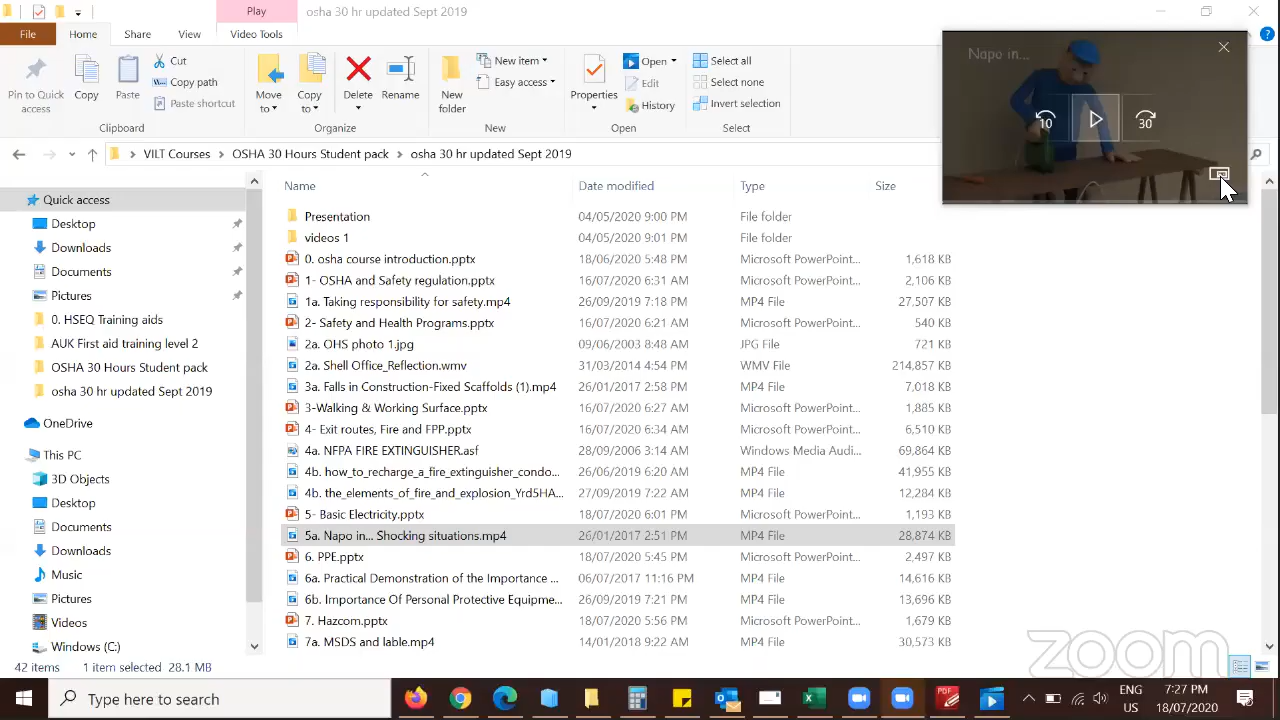 Play osha 30 hr updated Sept 2019
File Home Share View Video Tools
Pin to Quick access
Copy
Paste
Cut
Copy path
Paste shortcut
Clipboard
Move to
Copy to
Delete
Rename
Organize
New folder
New item
Easy access
New
Properties
Open
Edit
History
Open
Select all
Select none
Invert selection
Select
VILT Courses > OSHA 30 Hours Student pack > osha 30 hr updated Sept 2019
Napo in...
10 30
Quick access
Desktop
Downloads
Documents
Pictures
0. HSEQ Training aids
AUK First aid training level 2
OSHA 30 Hours Student pack
osha 30 hr updated Sept 2019
OneDrive
This PC
3D Objects
Desktop
Documents
Downloads
Music
Pictures
Videos
Windows (C:)
Name Date modified Type Size
Presentation 04/05/2020 9:00 PM File folder
videos 1 04/05/2020 9:01 PM File folder
0. osha course introduction.pptx 18/06/2020 5:48 PM Microsoft PowerPoint... 1,618 KB
1- OSHA and Safety regulation.pptx 16/07/2020 6:31 AM Microsoft PowerPoint... 2,106 KB
1a. Taking responsibility for safety.mp4 26/09/2019 7:18 PM MP4 File 27,507 KB
2- Safety and Health Programs.pptx 16/07/2020 6:21 AM Microsoft PowerPoint... 540 KB
2a. OHS photo 1.jpg 09/06/2003 8:48 AM JPG File 721 KB
2a. Shell Office_Reflection.wmv 31/03/2014 4:54 PM WMV File 214,857 KB
3a. Falls in Construction-Fixed Scaffolds (1).mp4 26/01/2017 2:58 PM MP4 File 7,018 KB
3-Walking & Working Surface.pptx 16/07/2020 6:27 AM Microsoft PowerPoint... 1,885 KB
4- Exit routes, Fire and FPP.pptx 16/07/2020 6:34 AM Microsoft PowerPoint... 6,510 KB
4a. NFPA FIRE EXTINGUISHER.asf 28/09/2006 3:14 AM Windows Media Audi... 69,864 KB
4b. how_to_recharge_a_fire_extinguisher_condo... 26/06/2019 6:20 AM MP4 File 41,955 KB
4b. the_elements_of_fire_and_explosion_Yrd5HA... 27/09/2019 7:22 AM MP4 File 12,284 KB
5- Basic Electricity.pptx 18/07/2020 6:01 PM Microsoft PowerPoint... 1,193 KB
5a. Napo in... Shocking situations.mp4 26/01/2017 2:51 PM MP4 File 28,874 KB
6. PPE.pptx 18/07/2020 5:45 PM Microsoft PowerPoint... 2,497 KB
6a. Practical Demonstration of the Importance ... 06/07/2017 11:16 PM MP4 File 14,616 KB
6b. Importance Of Personal Protective Equipme... 26/09/2019 7:21 PM MP4 File 13,696 KB
7. Hazcom.pptx 18/07/2020 5:56 PM Microsoft PowerPoint... 1,679 KB
7a. MSDS and lable.mp4 14/01/2018 9:22 AM MP4 File 30,573 KB
zoom
42 items 1 item selected 28.1 MB
Type here to search
PDF
ENG
US
7:27 PM
18/07/2020